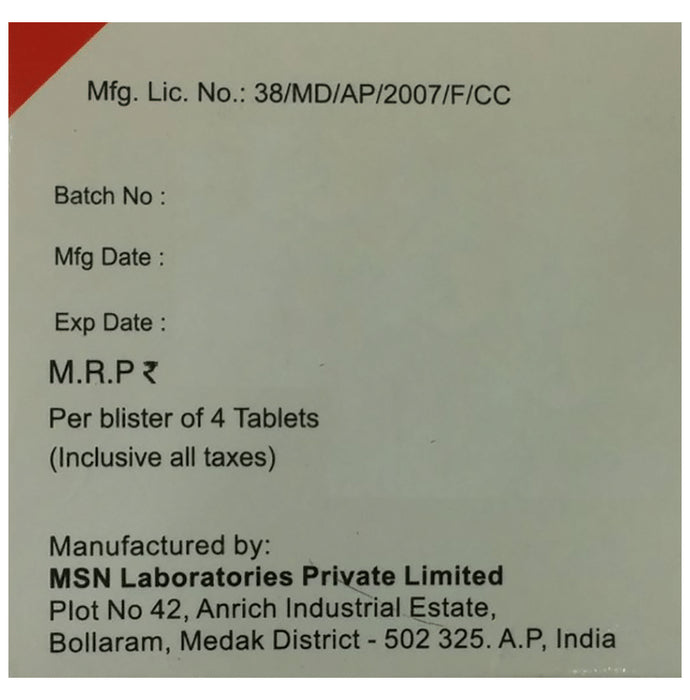 Mfg. Lic. No.: 38/MD/AP/2007/F/CC
Batch No :
Mfg Date :
Exp Date :
M.R.P ₹
Per blister of 4 Tablets
(Inclusive all taxes)
Manufactured by:
MSN Laboratories Private Limited
Plot No 42, Anrich Industrial Estate,
Bollaram, Medak District - 502 325. A.P, India